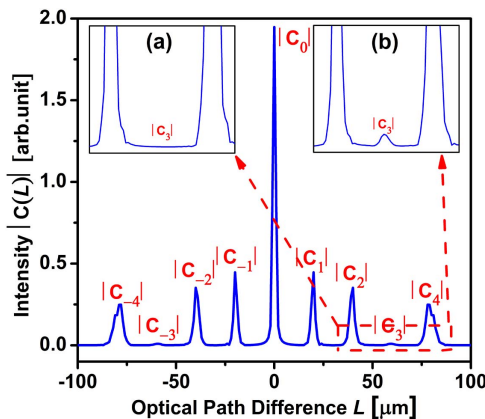 (a)
|C₃|
|C₀|
(b)
|C₃|
2.0
1.5
1.0
0.5
0.0
Intensity |C(L)| [arb.unit]
|C₋₄|
|C₋₃|
|C₋₂|
|C₋₁|
|C₁|
|C₂|
|C₃|
|C₄|
-100 -50 0 50 100
Optical Path Difference L [μm]